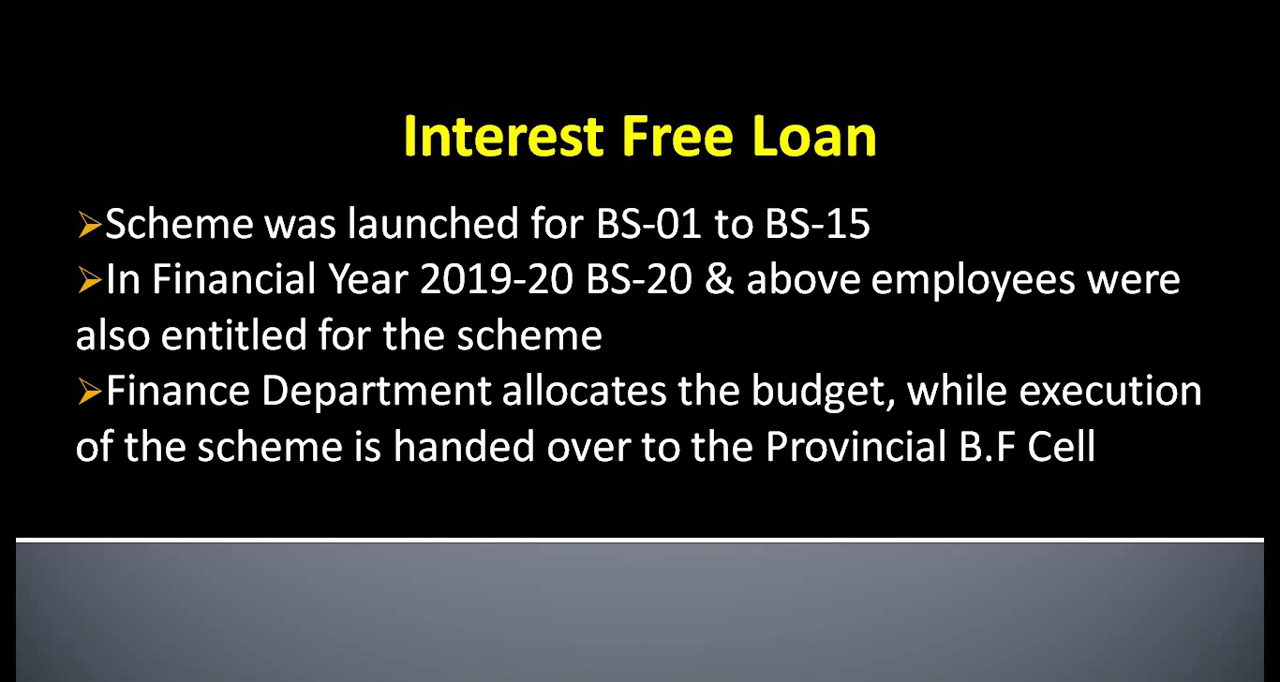 Interest Free Loan
➢Scheme was launched for BS-01 to BS-15
➢In Financial Year 2019-20 BS-20 & above employees were
also entitled for the scheme
➢Finance Department allocates the budget, while execution
of the scheme is handed over to the Provincial B.F Cell